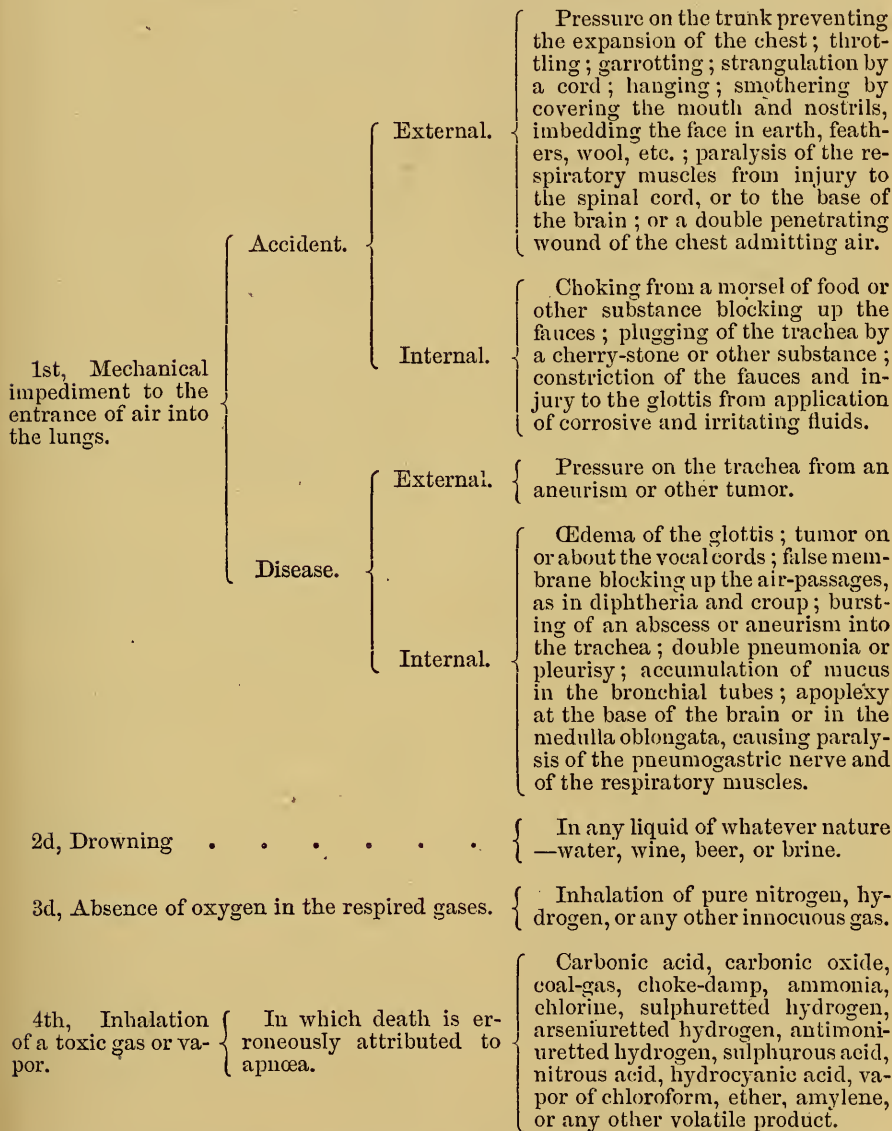 Pressure on the trunk preventing
the expansion of the chest; throt-
tling; garrotting; strangulation by
a cord; hanging; smothering by
covering the mouth and nostrils,
External.
imbedding the face in earth, feath-
ers, wool, etc.; paralysis of the re-
spiratory muscles from injury to
the spinal cord, or to the base of
the brain; or a double penetrating
Accident.
wound of the chest admitting air.
Choking from a morsel of food or
other substance blocking up the
fauces; plugging of the trachea by
Internal.
a cherry-stone or other substance;
constriction of the fauces and in-
jury to the glottis from application
of corrosive and irritating fluids.
1st, Mechanical
impediment to the
entrance of air into
the lungs.
External.
Pressure on the trachea from an
aneurism or other tumor.
Disease.
Œdema of the glottis; tumor on
or about the vocal cords; false mem-
brane blocking up the air-passages,
as in diphtheria and croup; burst-
ing of an abscess or aneurism into
Internal.
the trachea; double pneumonia or
pleurisy; accumulation of mucus
in the bronchial tubes; apoplexy
at the base of the brain or in the
medulla oblongata, causing paraly-
sis of the pneumogastric nerve and
of the respiratory muscles.
2d, Drowning . . . . . .
In any liquid of whatever nature
—water, wine, beer, or brine.
3d, Absence of oxygen in the respired gases.
Inhalation of pure nitrogen, hy-
drogen, or any other innocuous gas.
4th, Inhalation
of a toxic gas or va-
por.
In which death is er-
roneously attributed to
apnœa.
Carbonic acid, carbonic oxide,
coal-gas, choke-damp, ammonia,
chlorine, sulphuretted hydrogen,
arseniuretted hydrogen, antimoni-
uretted hydrogen, sulphurous acid,
nitrous acid, hydrocyanic acid, va-
por of chloroform, ether, amylene,
or any other volatile product.